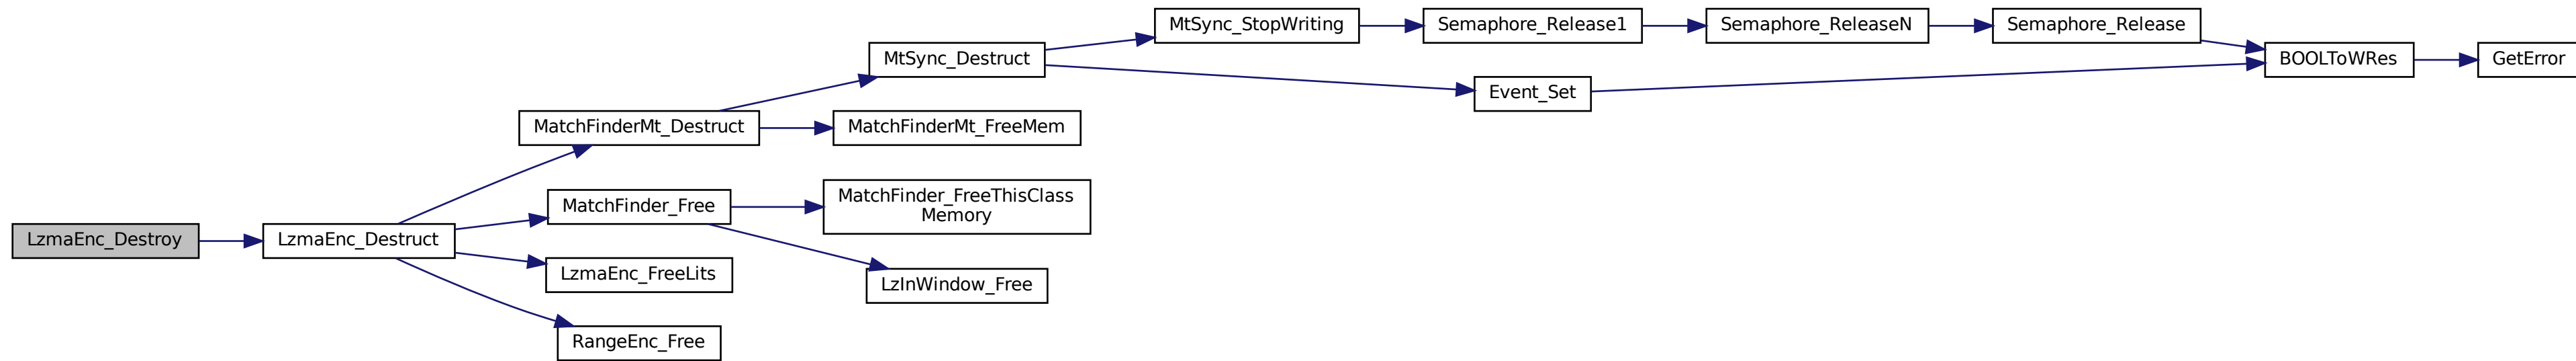 MtSync_StopWriting
Semaphore_Release1
Semaphore_ReleaseN
Semaphore_Release
MtSync_Destruct
BOOLToWRes
GetError
Event_Set
MatchFinderMt_Destruct
MatchFinderMt_FreeMem
MatchFinder_Free
MatchFinder_FreeThisClass
Memory
LzmaEnc_Destroy
LzmaEnc_Destruct
LzmaEnc_FreeLits
LzInWindow_Free
RangeEnc_Free